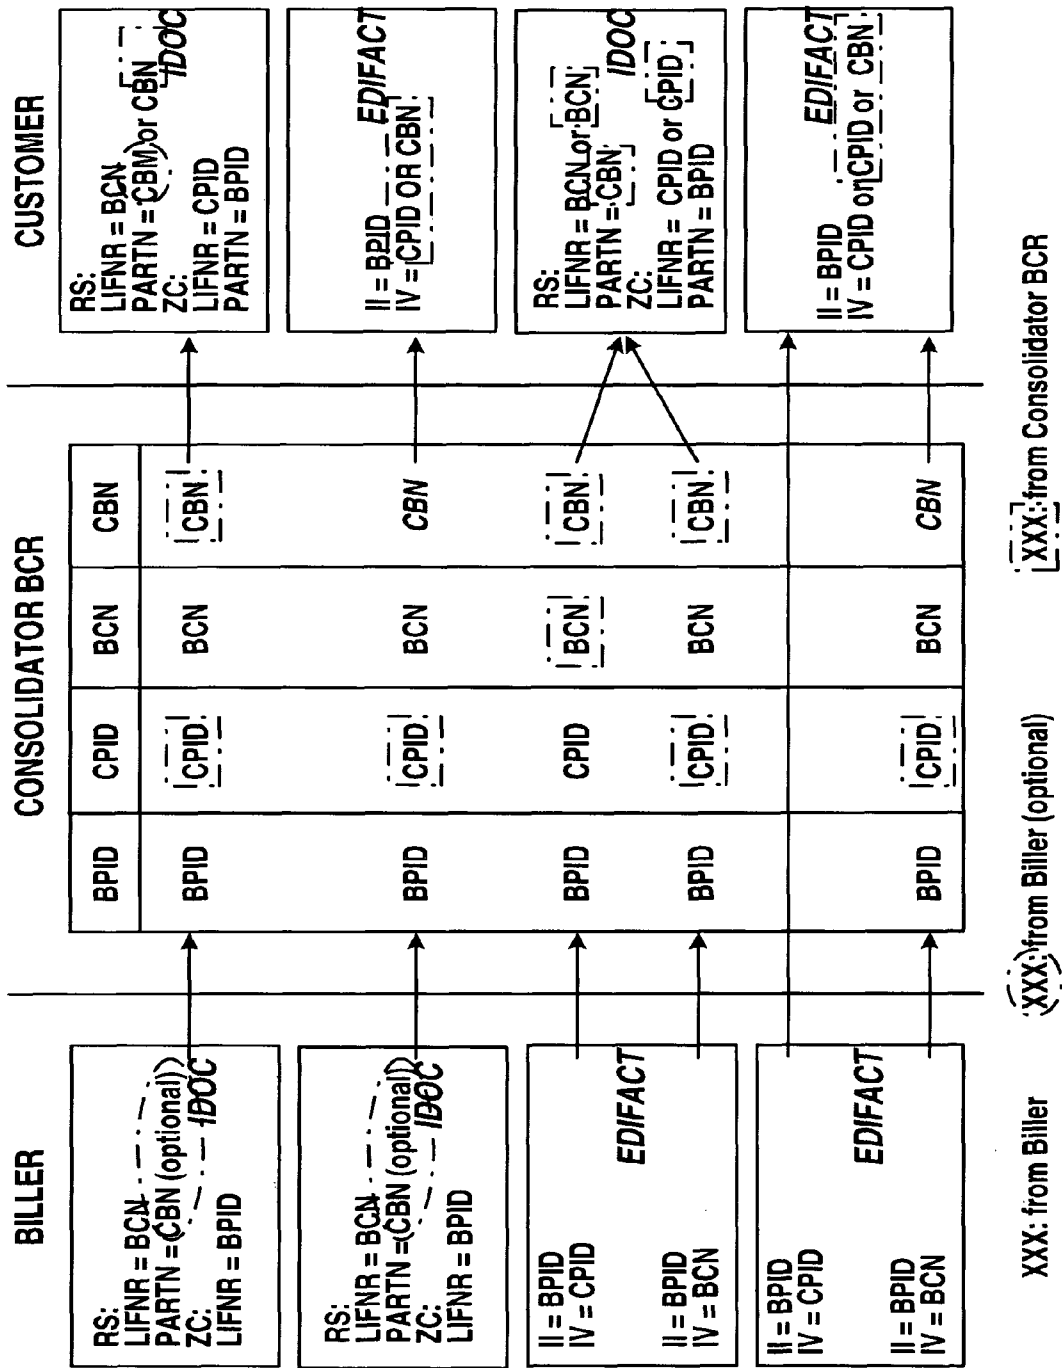 BILLER
CONSOLIDATOR BCR
CUSTOMER
RS:
LIFNR = BCN
PARTN = (CBN (optional))
ZC:
IDOC
LIFNR = BPID
RS:
LIFNR = BCN
PARTN = (CBN (optional))
ZC:
IDOC
LIFNR = BPID
II = BPID
IV = CPID
EDIFACT
II = BPID
IV = BCN
II = BPID
IV = CPID
EDIFACT
II = BPID
IV = BCN
BPID CPID BCN CBN
BPID CPID BCN CBN
BPID CPID BCN CBN
BPID CPID BCN CBN
BPID CPID BCN CBN
BPID CPID BCN CBN
RS:
LIFNR = BCN
PARTN = (CBM) or CBN
ZC:
IDOC
LIFNR = CPID
PARTN = BPID
EDIFACT
II = BPID
IV = CPID OR CBN
RS:
LIFNR = BCN or BCN
PARTN = CBN
ZC:
IDOC
LIFNR = CPID or CPID
PARTN = BPID
EDIFACT
II = BPID
IV = CPID or CPID or CBN
XXX: from Biller
XXX: from Biller (optional)
XXX: from Consolidator BCR